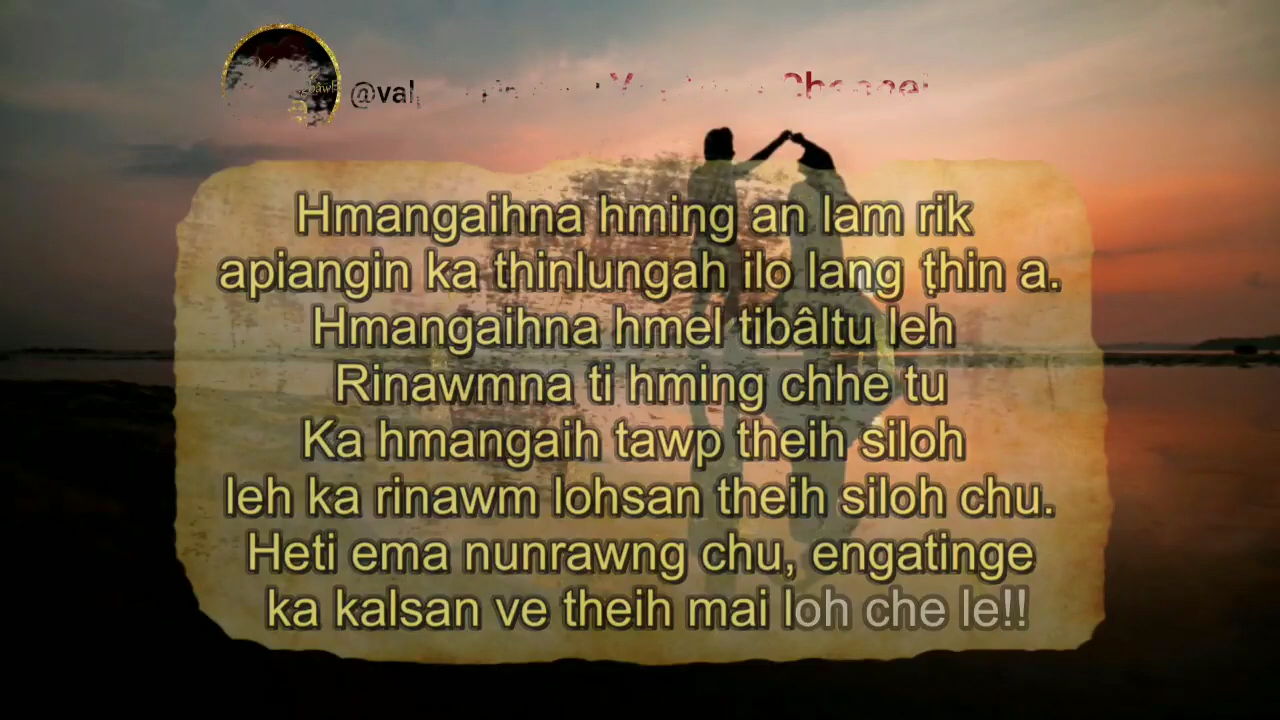 @val
Hmangaihna hming an lam rik
apiangin ka thinlungah ilo lang ṭhin a.
Hmangaihna hmel tibâltu leh
Rinawmna ti hming chhe tu
Ka hmangaih tawp theih siloh
leh ka rinawm lohsan theih siloh chu.
Heti ema nunrawng chu, engatinge
ka kalsan ve theih mai loh che le!!